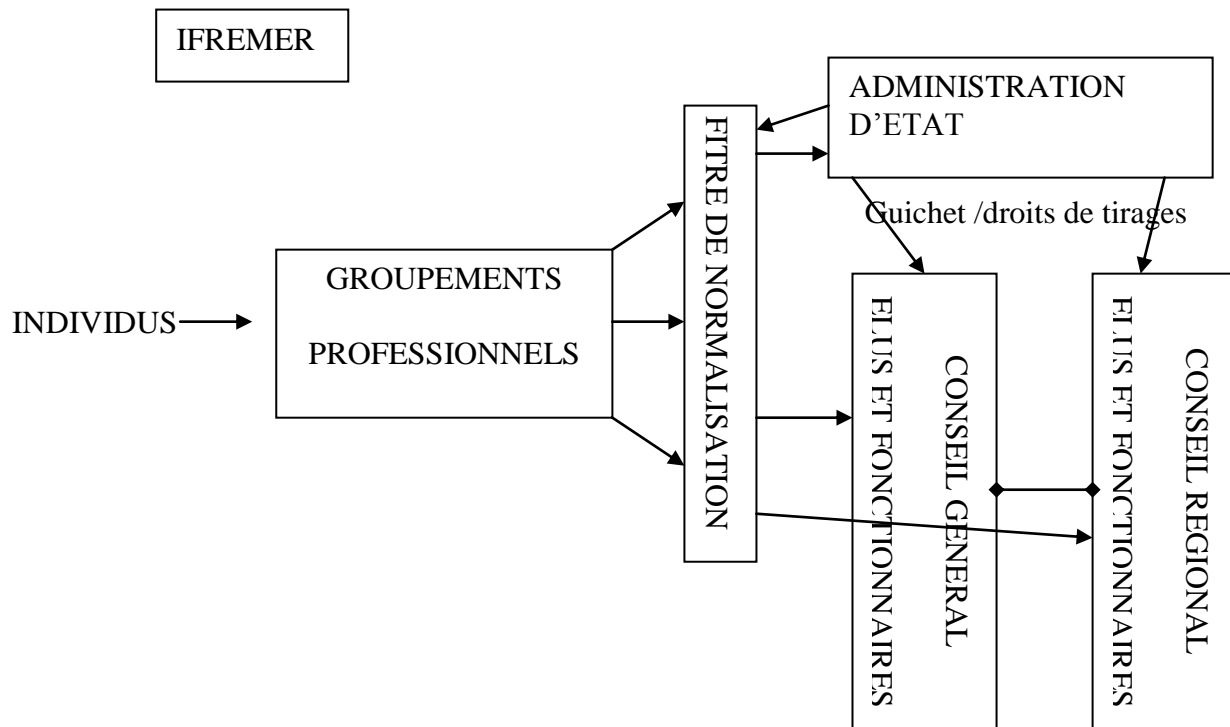 IFREMER
ADMINISTRATION
D'ETAT
FITRE DE NORMALISATION
Guichet /droits de tirages
GROUPEMENTS
PROFESSIONNELS
INDIVIDUS
CONSEIL GENERAL
ELUS ET FONCTIONNAIRES
CONSEIL REGIONAL
ELUS ET FONCTIONNAIRES